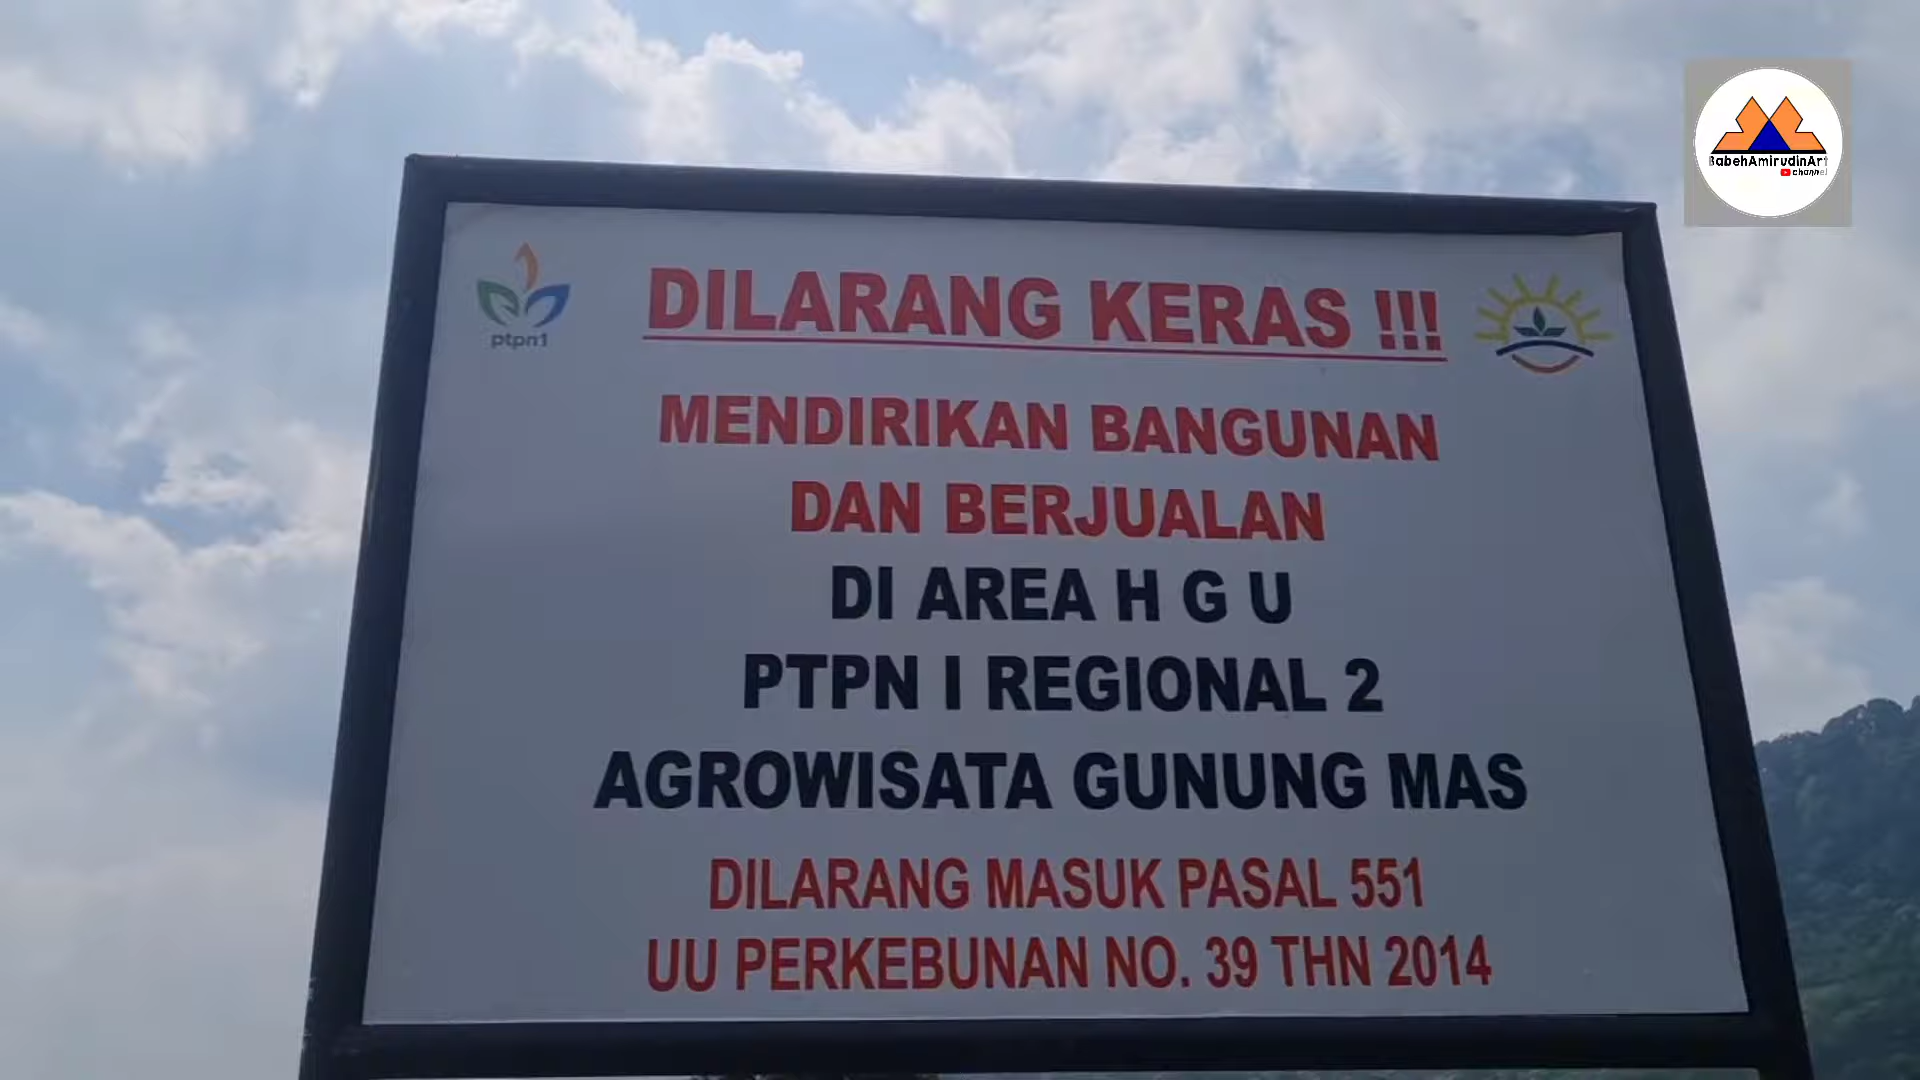 BabehAmirudinArt
channel
ptpn1
DILARANG KERAS !!!
MENDIRIKAN BANGUNAN
DAN BERJUALAN
DI AREA H G U
PTPN I REGIONAL 2
AGROWISATA GUNUNG MAS
DILARANG MASUK PASAL 551
UU PERKEBUNAN NO. 39 THN 2014